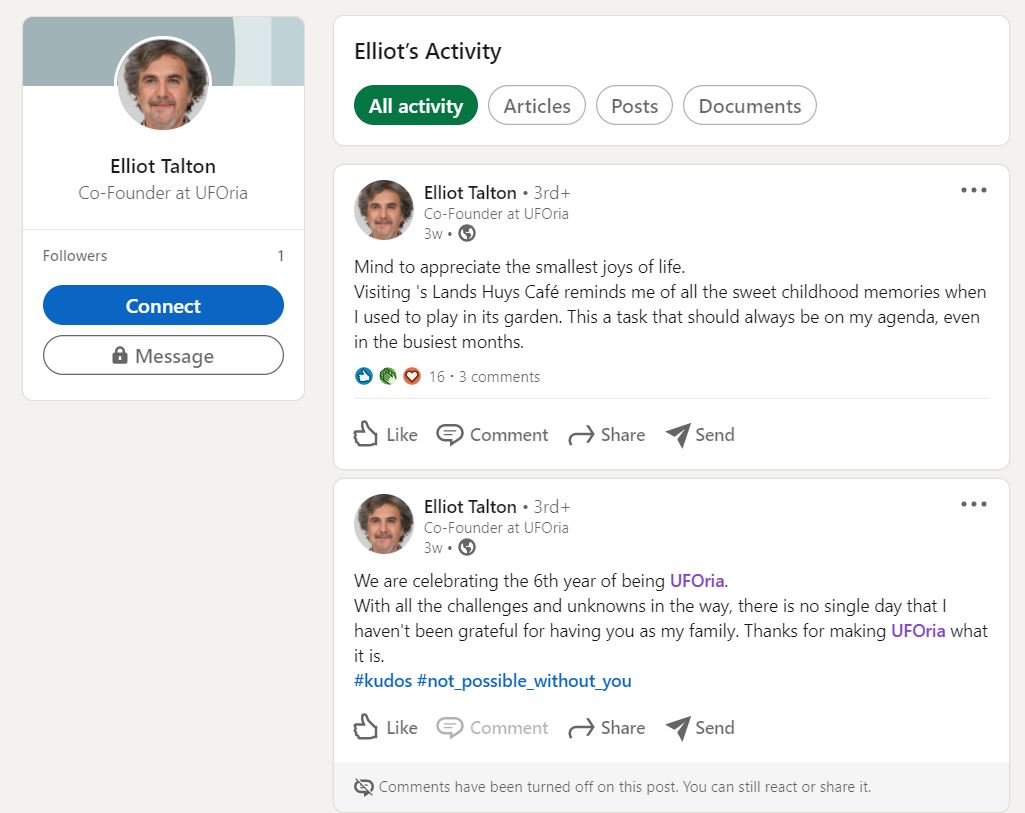 Elliot Talton
Co-Founder at UFOria
Followers 1
Connect
Message
Elliot's Activity
All activity Articles Posts Documents
Elliot Talton • 3rd+
Co-Founder at UFOria
3w •
Mind to appreciate the smallest joys of life.
Visiting 's Lands Huys Café reminds me of all the sweet childhood memories when
I used to play in its garden. This a task that should always be on my agenda, even
in the busiest months.
16 · 3 comments
Like Comment Share Send
Elliot Talton • 3rd+
Co-Founder at UFOria
3w •
We are celebrating the 6th year of being UFOria.
With all the challenges and unknowns in the way, there is no single day that I
haven't been grateful for having you as my family. Thanks for making UFOria what
it is.
#kudos #not_possible_without_you
Like Comment Share Send
Comments have been turned off on this post. You can still react or share it.